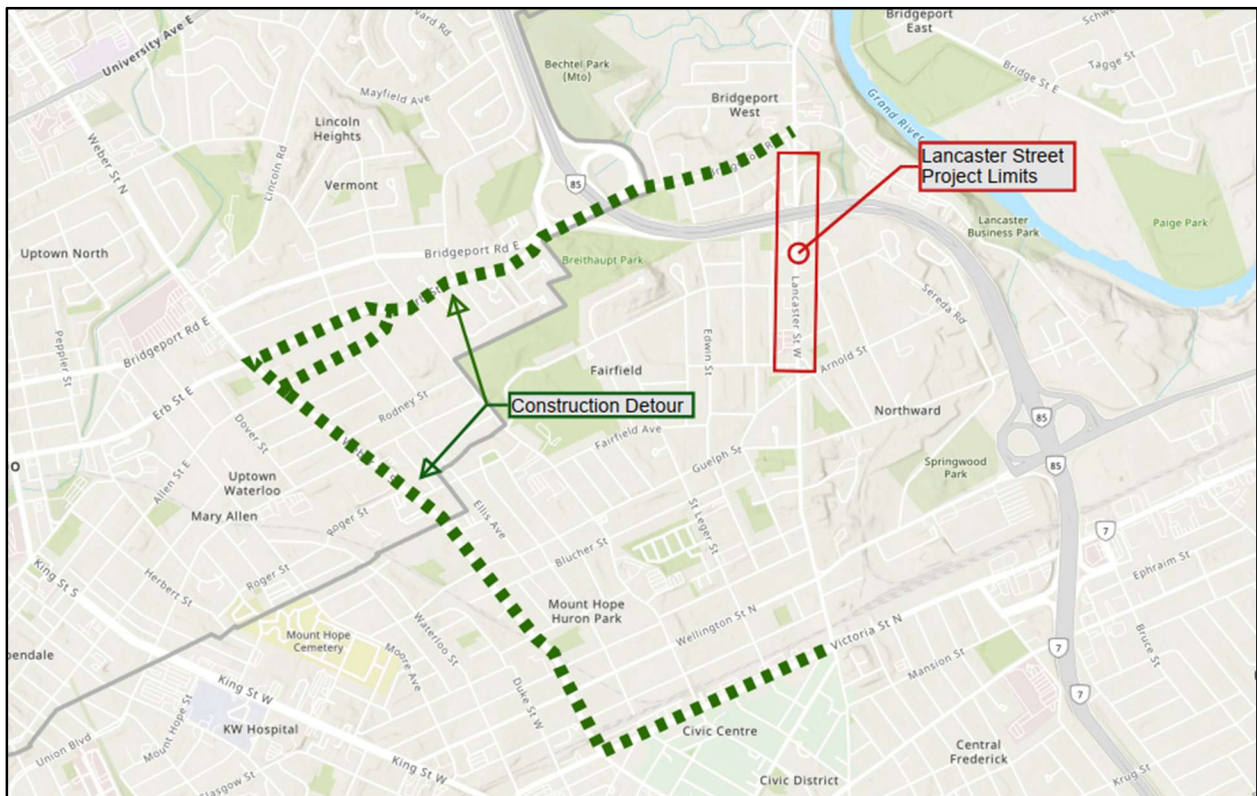 University Ave E
Mayfield Ave
Bechtel Park
(Mto)
Bridgeport
East
Tagge St
Bridge St E
Lincoln
Heights
Lincoln Rd
Bridgeport
West
Grand River
Weber St N
Vermont
85
Lancaster Street
Project Limits
Uptown North
Bridgeport Rd E
Breithaupt Park
Lancaster
Business Park
Paige Park
Peppler St
Bridgeport Rd E
Lancaster St W
Sereda Rd
Edwin St
Arnold St
Fairfield
Erb St E
Construction Detour
Rodney St
Dover St
Northward
85
Fairfield Ave
Guelph St
Springwood
Park
85
Allen St E
Uptown
Waterloo
Mary Allen
Roger St
Ellis Ave
St Leger St
7
Blucher St
Ephraim St
King St S
Herbert St
Roger St
Mount Hope
Huron Park
Wellington St N
Victoria St N
Mount Hope
Cemetery
Waterloo St
Moore Ave
Mansion St
7
Bruce St
7
King St W
Duke St W
Mount Hope St
KW Hospital
Civic Centre
Union Blvd
King St W
Central
Frederick
Civic District
Krug St
Glasgow St